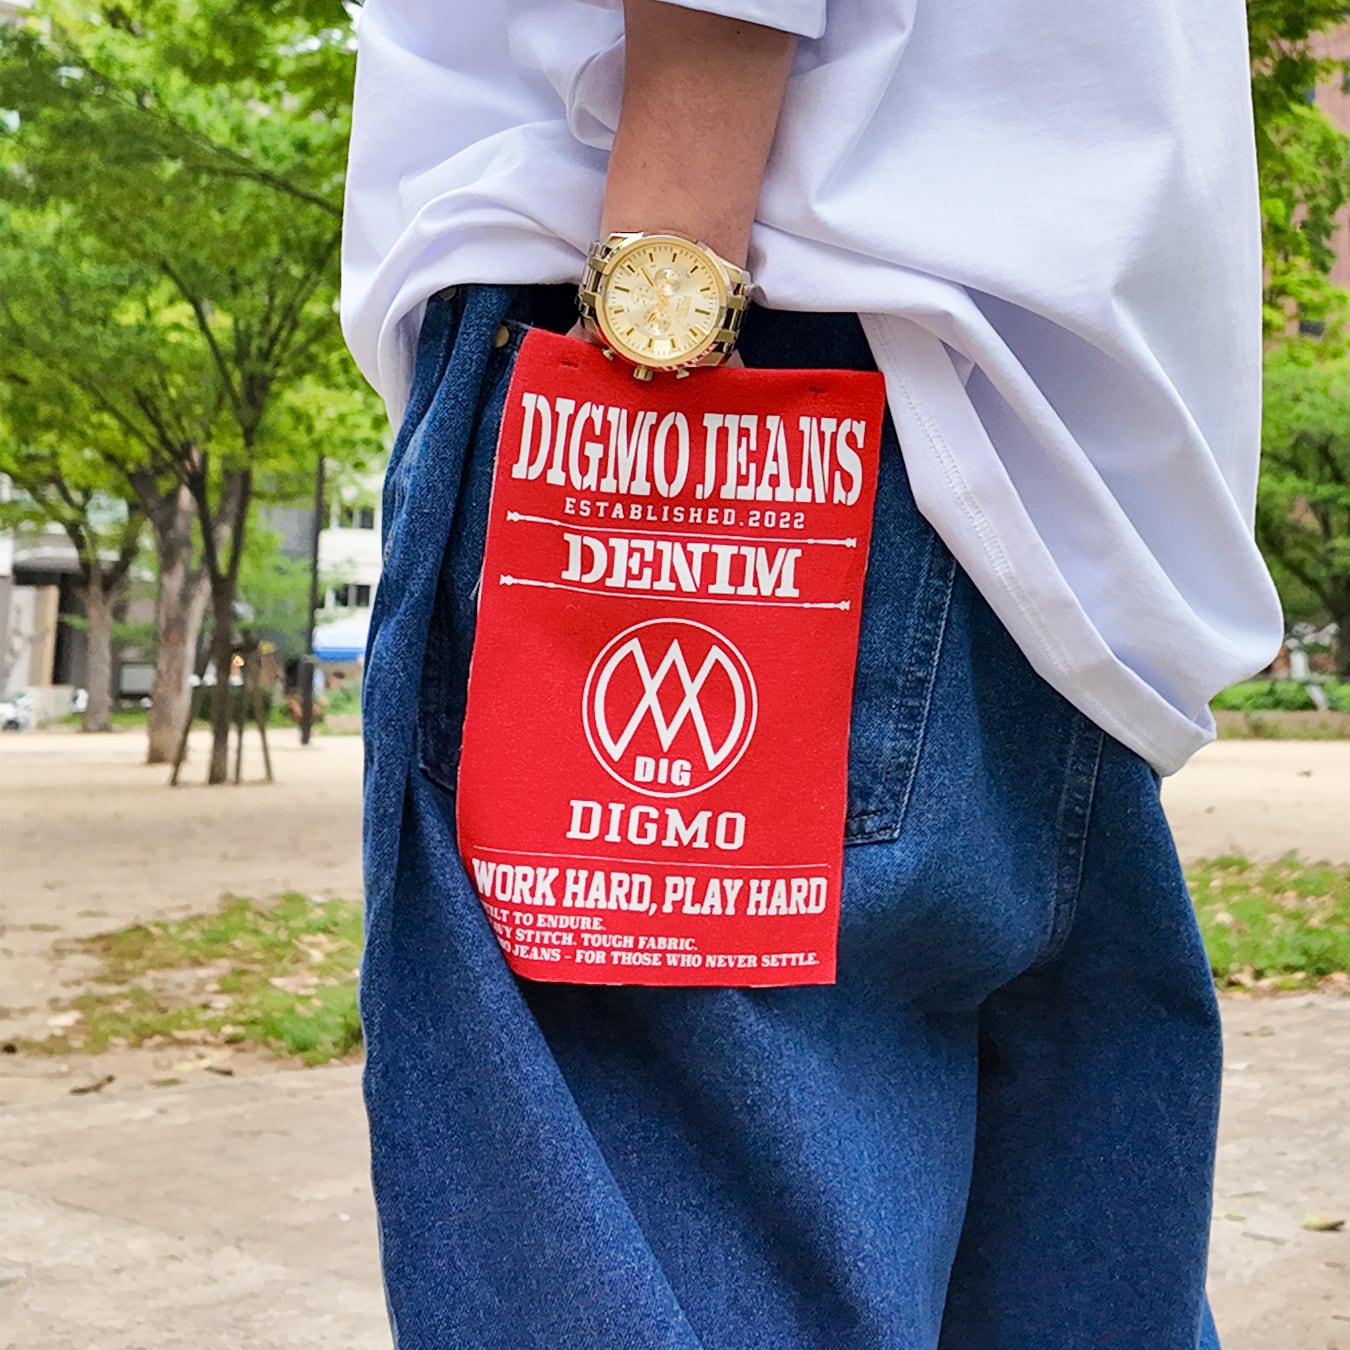 DIGMO JEANS
ESTABLISHED.2022
DENIM
DIG
DIGMO
WORK HARD, PLAY HARD
TO ENDURE.
STITCH. TOUGH FABRIC.
JEANS - FOR THOSE WHO NEVER SETTLE.